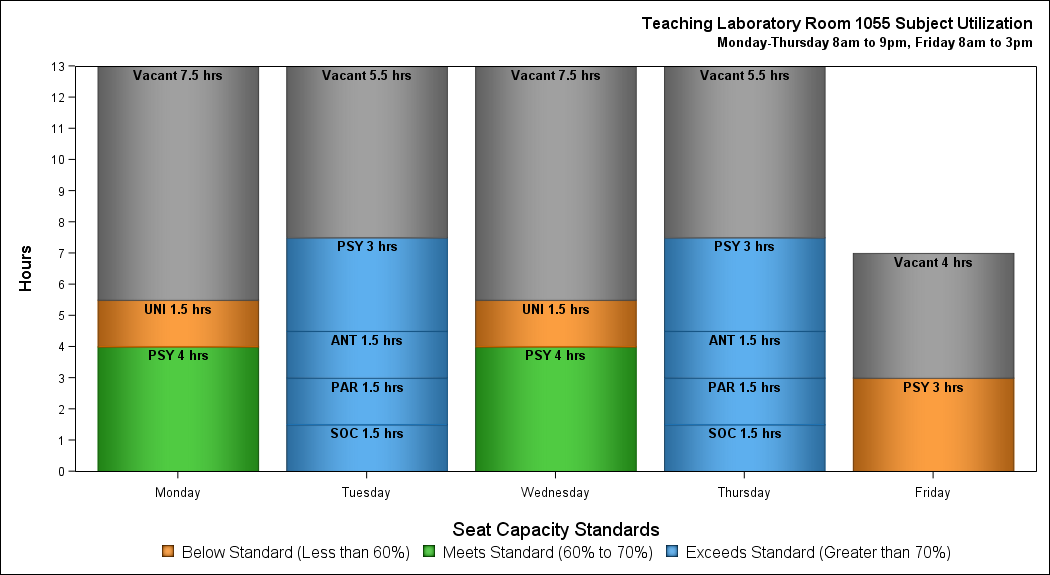 Teaching Laboratory Room 1055 Subject Utilization
Monday-Thursday 8am to 9pm, Friday 8am to 3pm
Hours
13
12
11
10
9
8
7
6
5
4
3
2
1
0
Vacant 7.5 hrs
UNI 1.5 hrs
PSY 4 hrs
Vacant 5.5 hrs
PSY 3 hrs
ANT 1.5 hrs
PAR 1.5 hrs
SOC 1.5 hrs
Vacant 7.5 hrs
UNI 1.5 hrs
PSY 4 hrs
Vacant 5.5 hrs
PSY 3 hrs
ANT 1.5 hrs
PAR 1.5 hrs
SOC 1.5 hrs
Vacant 4 hrs
PSY 3 hrs
Monday Tuesday Wednesday Thursday Friday
Seat Capacity Standards
Below Standard (Less than 60%) Meets Standard (60% to 70%) Exceeds Standard (Greater than 70%)